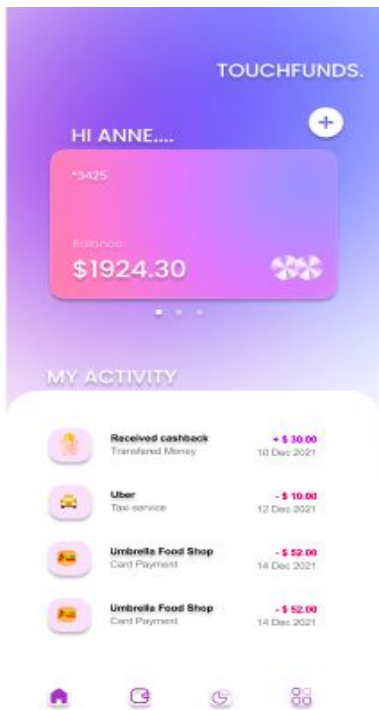 TOUCHFUNDS.
HI ANNE....
*3425
Balance
$1924.30
MY ACTIVITY
Received cashback + $ 30.00
Transfered Money 10 Dec 2021
Uber - $ 10.00
Taxi service 12 Dec 2021
Umbrella Food Shop - $ 52.00
Card Payment 14 Dec 2021
Umbrella Food Shop - $ 52.00
Card Payment 14 Dec 2021